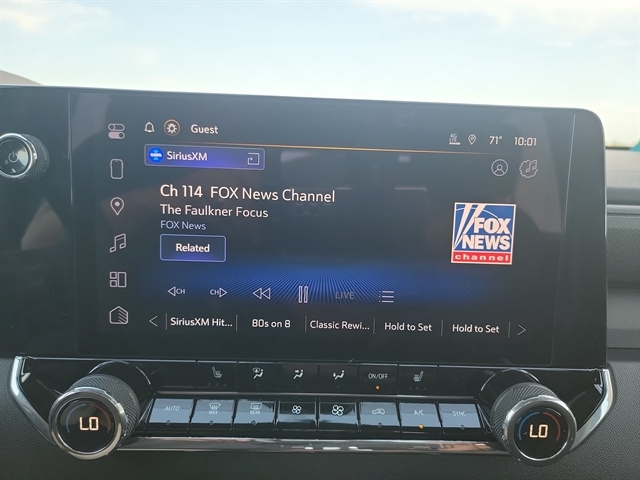 Guest
4G LTE
71°
10:01
SiriusXM
Ch 114 FOX News Channel
The Faulkner Focus
FOX News
Related
FOX
NEWS
channel
CH
CH
LIVE
SiriusXM Hit...
80s on 8
Classic Rewi...
Hold to Set
Hold to Set
ON/OFF
AUTO
MAX
REAR
A/C
SYNC
LO
LO